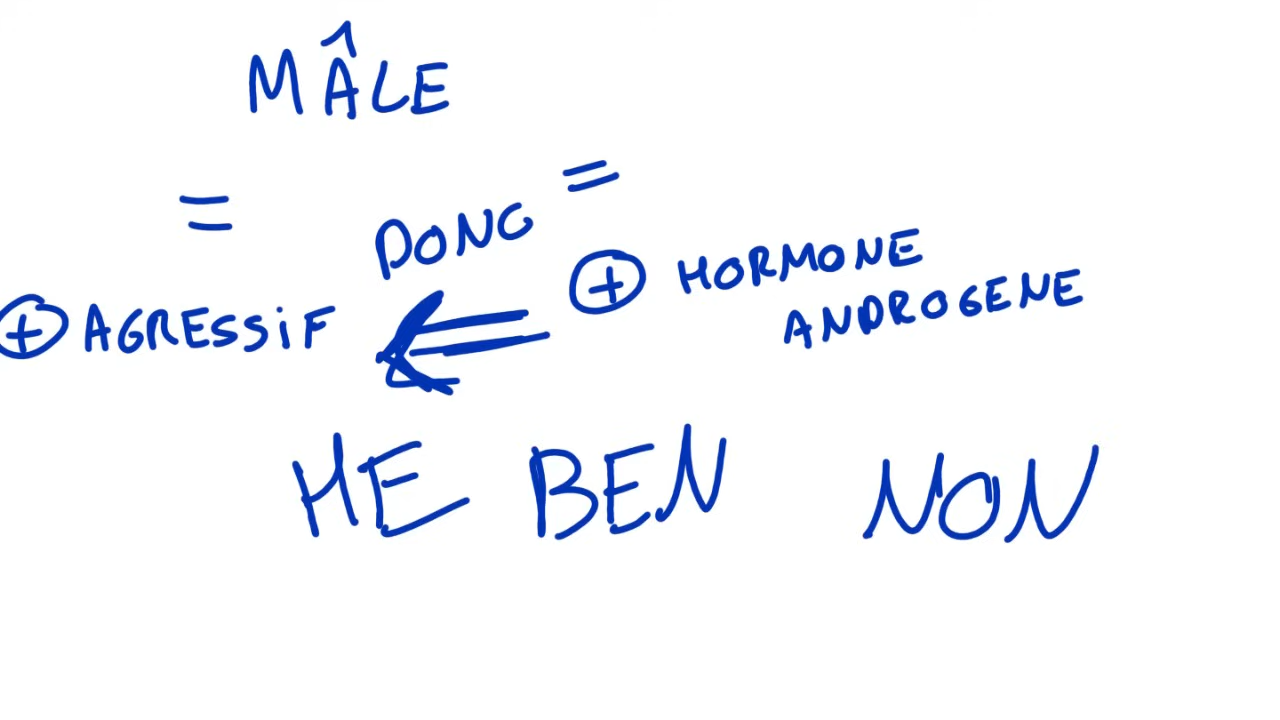 MÂLE
=
=
DONC
⊕ HORMONE
ANDROGENE
⊕ AGRESSiF
HE BEN NON